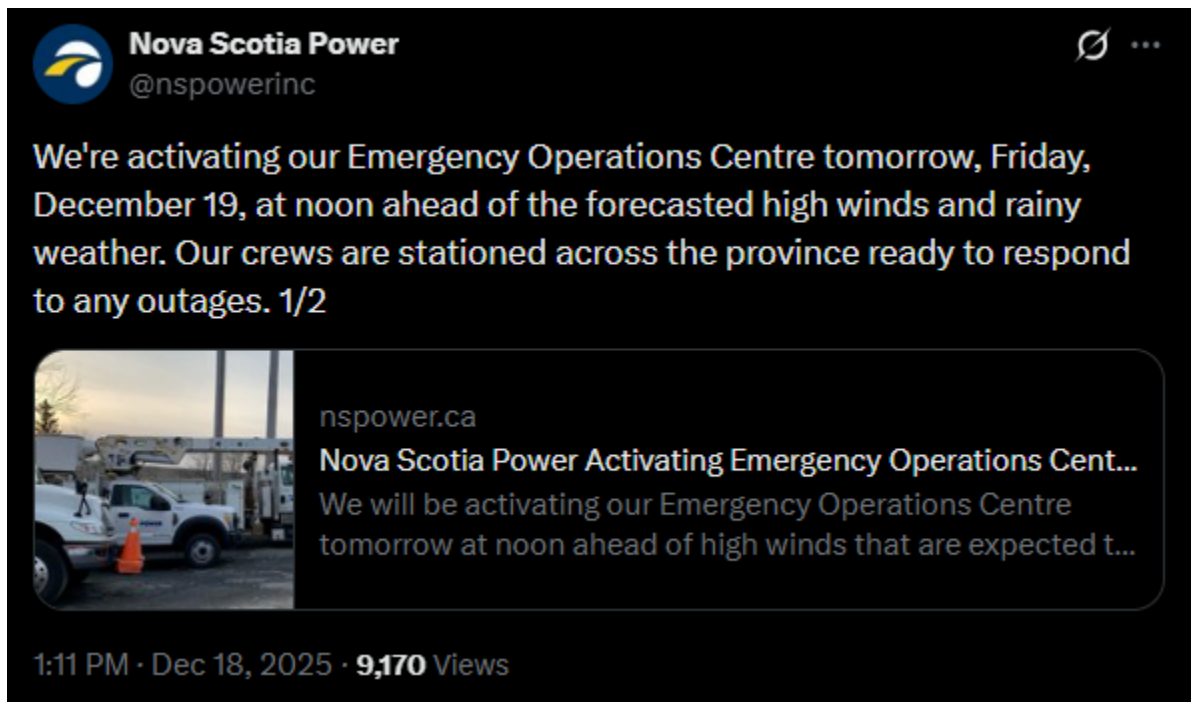 Nova Scotia Power
@nspowerinc
We're activating our Emergency Operations Centre tomorrow, Friday,
December 19, at noon ahead of the forecasted high winds and rainy
weather. Our crews are stationed across the province ready to respond
to any outages. 1/2
nspower.ca
Nova Scotia Power Activating Emergency Operations Cent...
We will be activating our Emergency Operations Centre
tomorrow at noon ahead of high winds that are expected t...
1:11 PM · Dec 18, 2025 · 9,170 Views